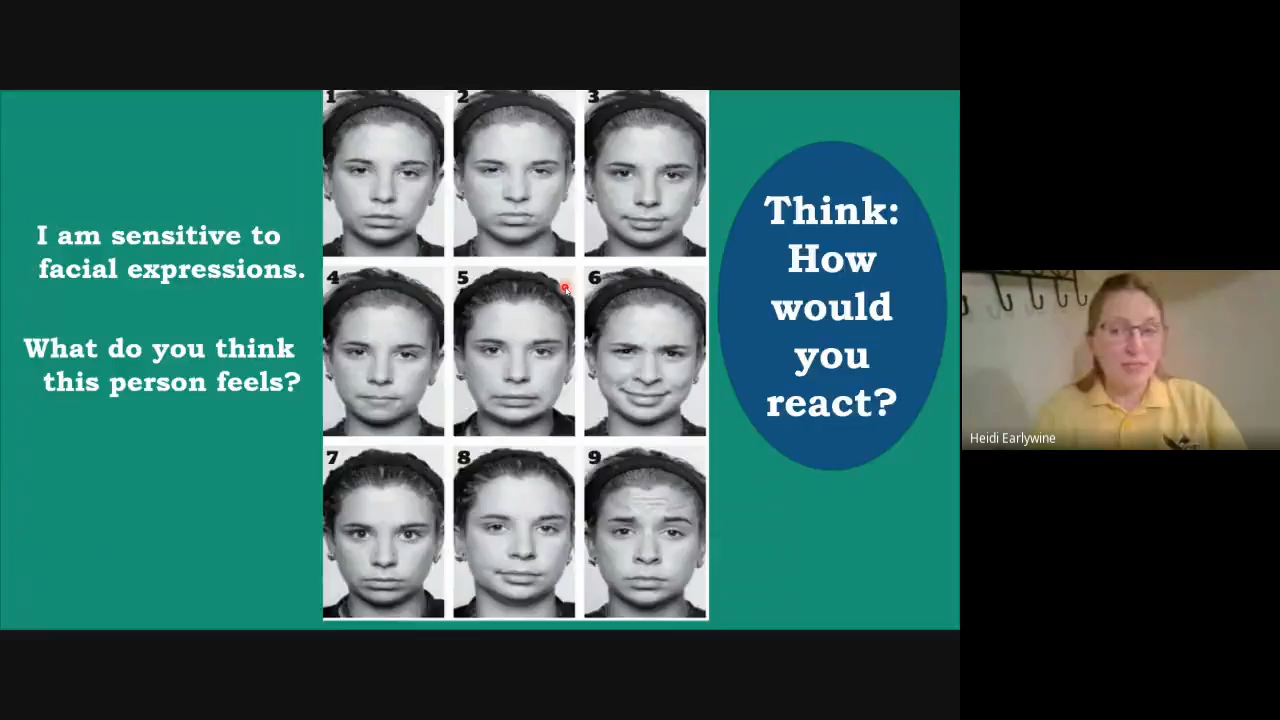 I am sensitive to
facial expressions.
What do you think
this person feels?
1
2
3
4
5
6
7
8
9
Think:
How
would
you
react?
Heidi Earlywine